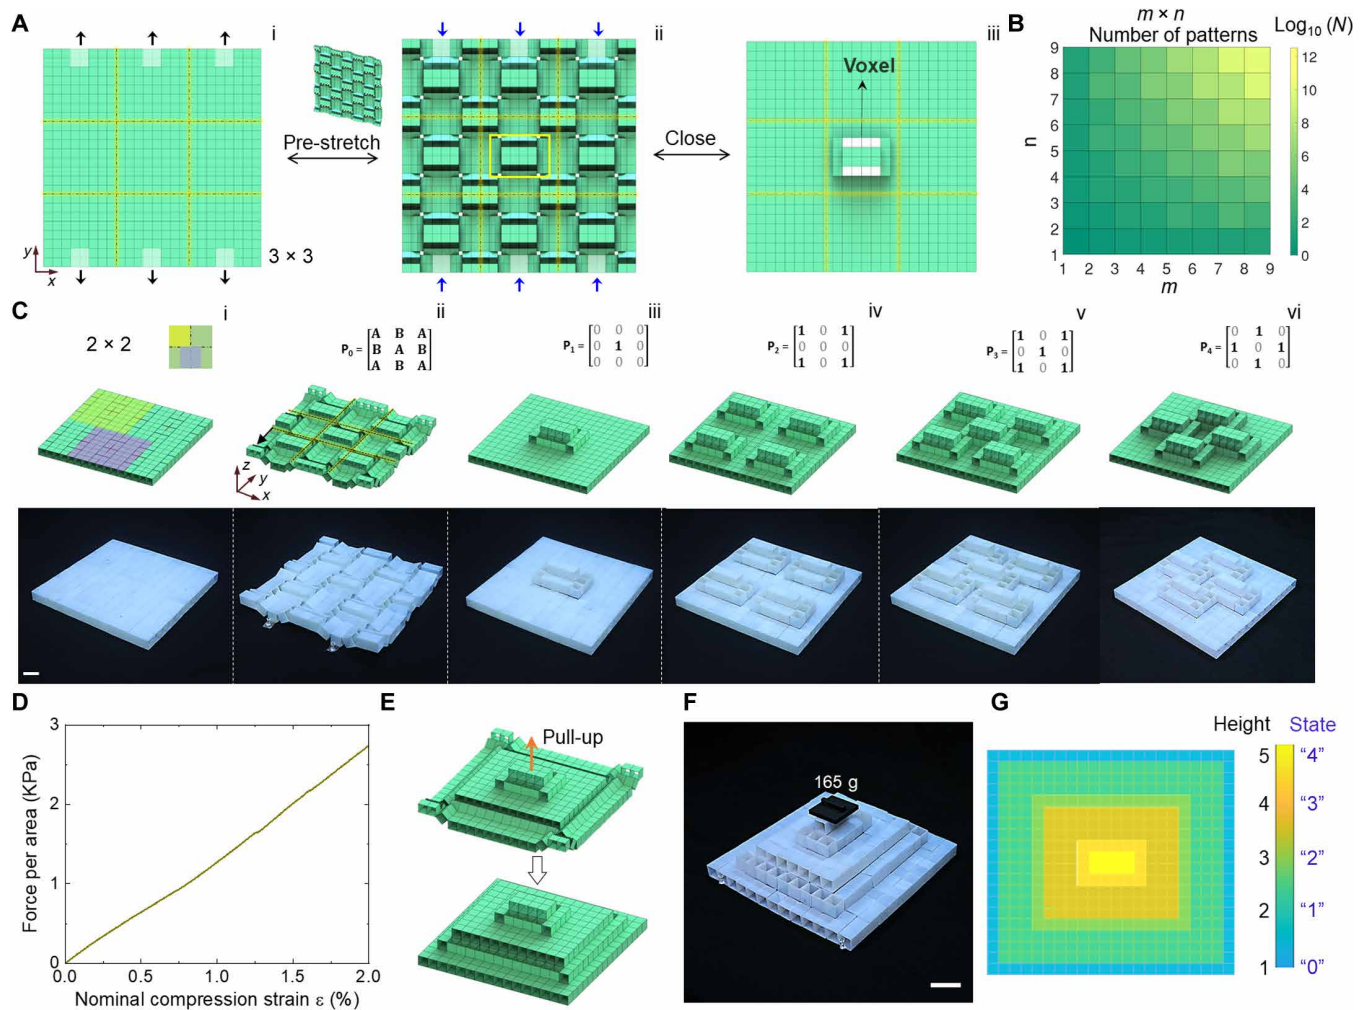 A
i
ii
iii
Pre-stretch
Close
Voxel
y
x
3 × 3
B
m × n
Number of patterns
Log10 (N)
9
8
7
6
5
4
3
2
1
n
1 2 3 4 5 6 7 8 9
m
12
10
8
6
4
2
0
C
i
2 × 2
ii
P0 = [A B A
B A B
A B A]
iii
P1 = [0 0 0
0 1 0
0 0 0]
iv
P2 = [1 0 1
0 0 0
1 0 1]
v
P3 = [1 0 1
0 1 0
1 0 1]
vi
P4 = [0 1 0
1 0 1
0 1 0]
z
y
x
D
3
2
1
0
Force per area (KPa)
0.0 0.5 1.0 1.5 2.0
Nominal compression strain ε (%)
E
Pull-up
F
165 g
G
Height State
5 “4”
4 “3”
3 “2”
2 “1”
1 “0”